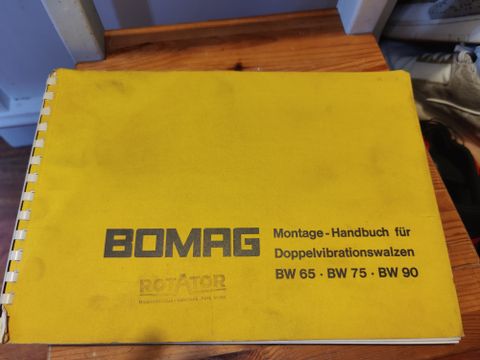 BOMAG
Montage-Handbuch für
Doppelvibrationswalzen
BW 65 · BW 75 · BW 90
ROTATOR